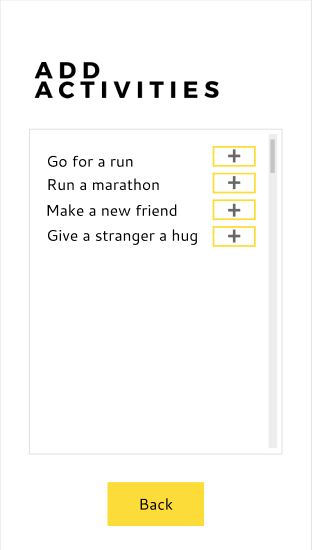 ADD
ACTIVITIES
Go for a run
Run a marathon
Make a new friend
Give a stranger a hug
Back